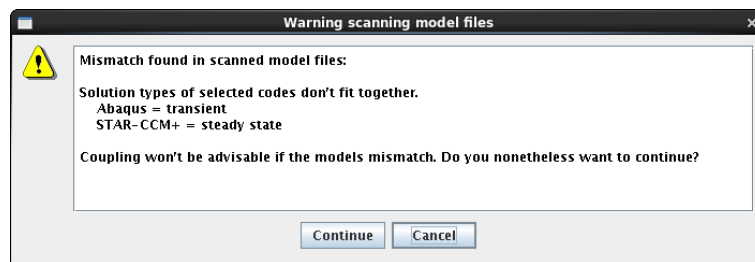 Warning scanning model files
Mismatch found in scanned model files:
Solution types of selected codes don't fit together.
Abaqus = transient
STAR-CCM+ = steady state
Coupling won't be advisable if the models mismatch. Do you nonetheless want to continue?
Continue
Cancel